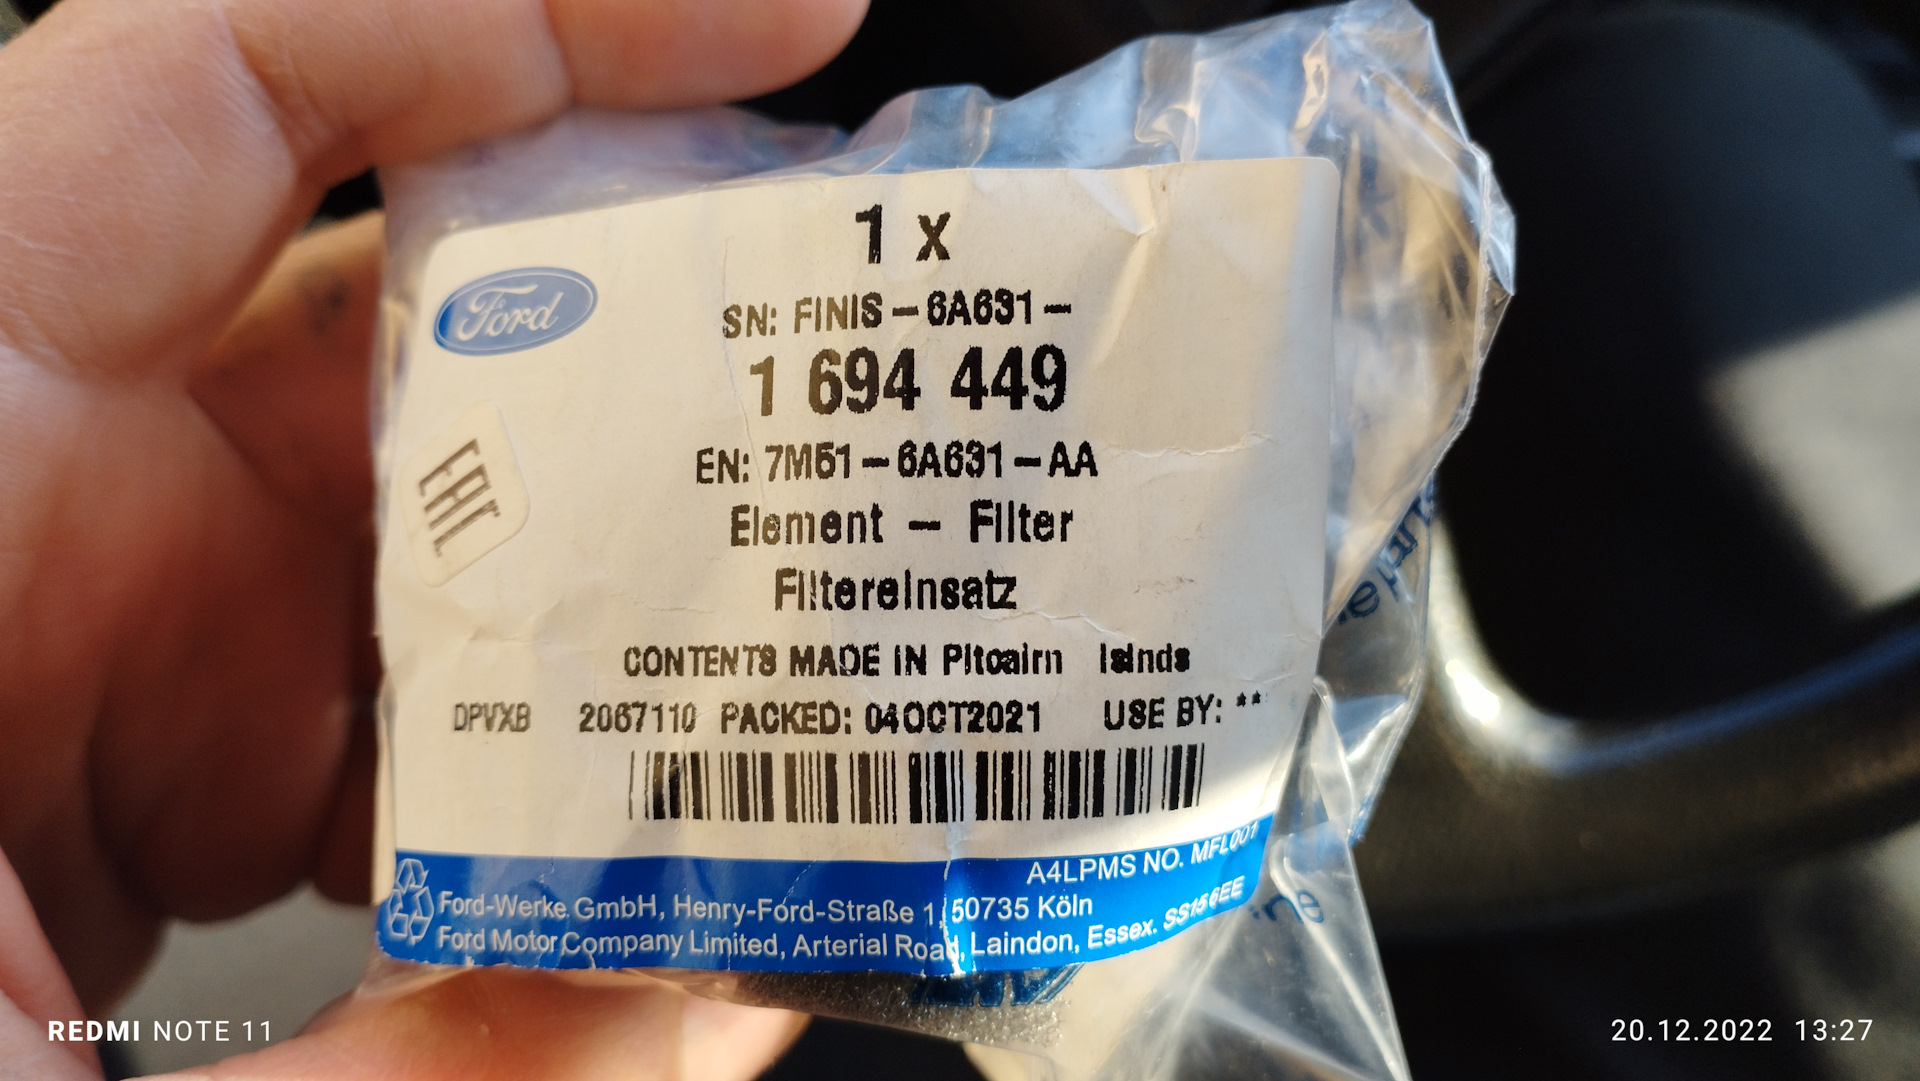 1 x
Ford
SN: FINIS - 6A631 -
1 694 449
EN: 7M51 - 6A631 - AA
EAC
Element - Filter
Filtereinsatz
CONTENTS MADE IN Pitcairn Islnds
DPVXB 2067110 PACKED: 04OCT2021 USE BY: **
A4LPMS NO. MFL001
Ford-Werke GmbH, Henry-Ford-Straße 1, 50735 Köln
Ford Motor Company Limited, Arterial Road, Laindon, Essex. SS15 6EE
REDMI NOTE 11
20.12.2022 13:27